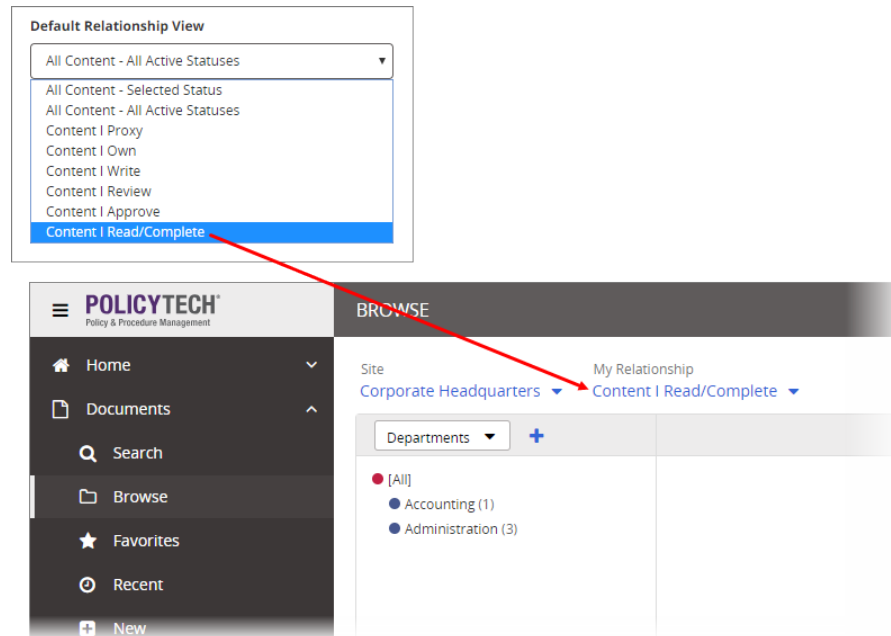 Default Relationship View
All Content - All Active Statuses
All Content - Selected Status
All Content - All Active Statuses
Content I Proxy
Content I Own
Content I Write
Content I Review
Content I Approve
Content I Read/Complete
POLICYTECH®
Policy & Procedure Management
BROWSE
Home
Documents
Search
Browse
Favorites
Recent
New
Site
My Relationship
Corporate Headquarters
Content I Read/Complete
Departments
[All]
Accounting (1)
Administration (3)